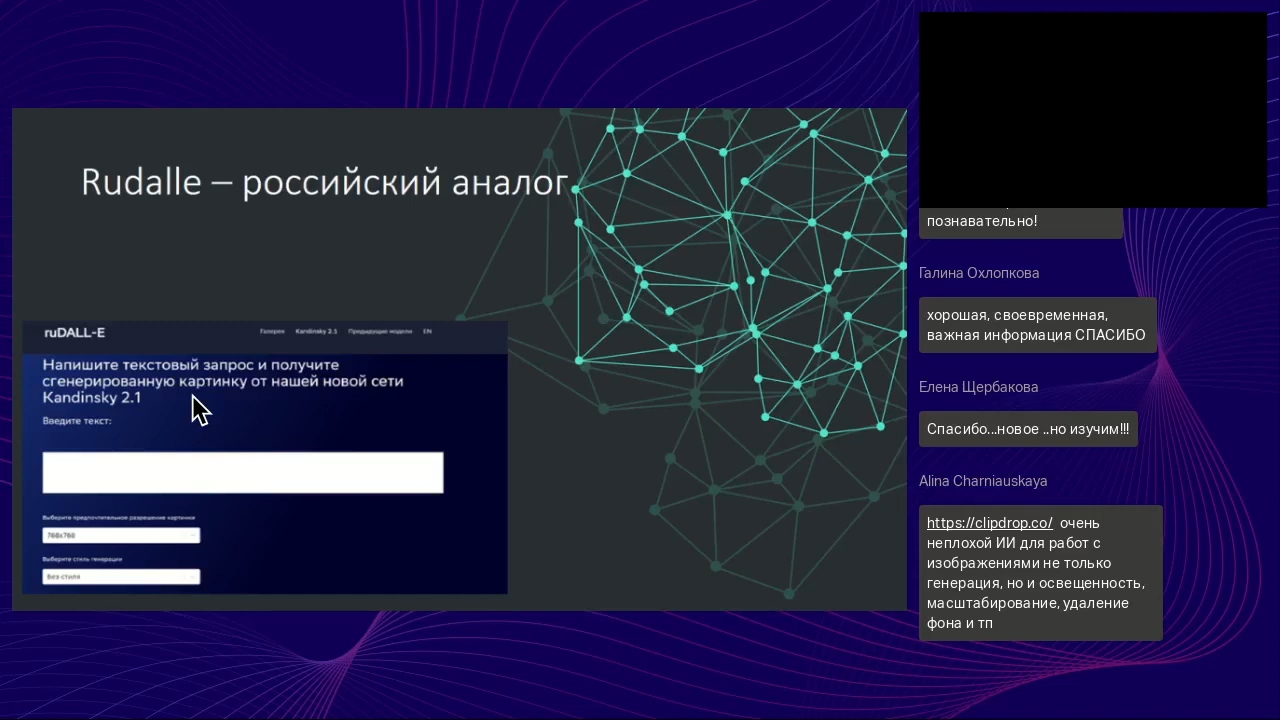 Rudalle – российский аналог
ruDALL-E
Галерея Kandinsky 2.1 Предыдущие модели EN
Напишите текстовый запрос и получите
сгенерированную картинку от нашей новой сети
Kandinsky 2.1
Введите текст:
Выберите предпочтительное разрешение картинки
768x768
Выберите стиль генерации
Без стиля
познавательно!
Галина Охлопкова
хорошая, своевременная,
важная информация СПАСИБО
Елена Щербакова
Спасибо...новое ..но изучим!!!
Alina Charniauskaya
https://clipdrop.co/ очень
неплохой ИИ для работ с
изображениями не только
генерация, но и освещенность,
масштабирование, удаление
фона и тп